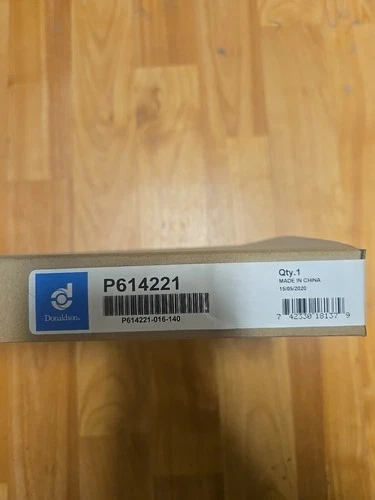 Donaldson.
P614221
P614221-016-140
Qty.1
MADE IN CHINA
15/05/2020
7 42330 18137 9